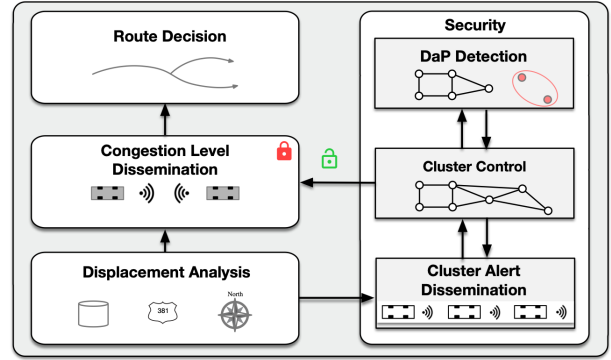 Route Decision
Congestion Level
Dissemination
Displacement Analysis
381
North
Security
DaP Detection
Cluster Control
Cluster Alert
Dissemination